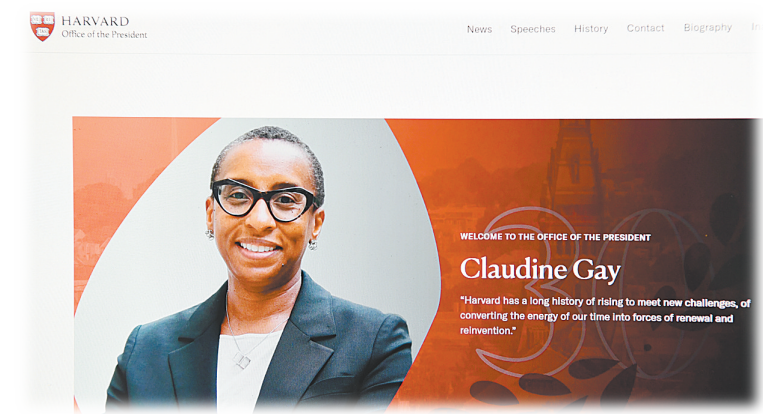 HARVARD
Office of the President
News Speeches History Contact Biography
30
WELCOME TO THE OFFICE OF THE PRESIDENT
Claudine Gay
“Harvard has a long history of rising to meet new challenges, of
converting the energy of our time into forces of renewal and
reinvention.”